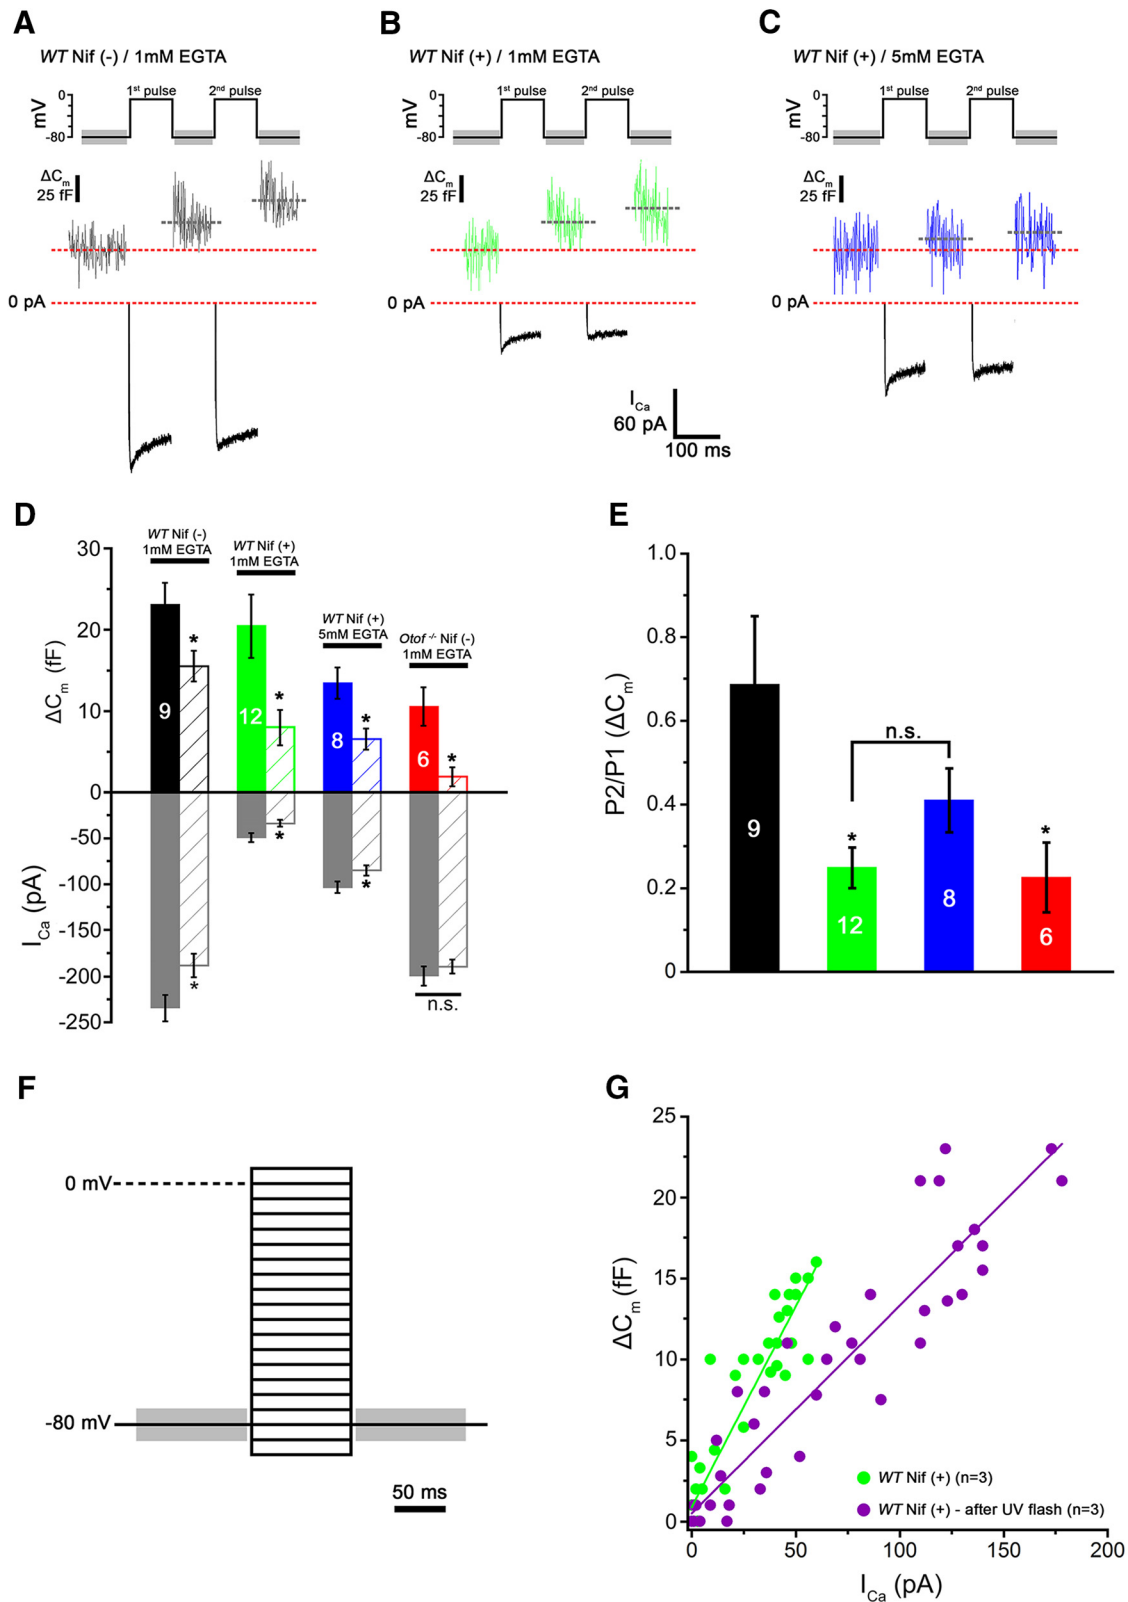 A
WT Nif (-) / 1mM EGTA
0
mV
-80
1st pulse
2nd pulse
ΔCm
25 fF
0 pA
B
WT Nif (+) / 1mM EGTA
0
mV
-80
1st pulse
2nd pulse
ΔCm
25 fF
0 pA
ICa
60 pA
100 ms
C
WT Nif (+) / 5mM EGTA
0
mV
-80
1st pulse
2nd pulse
ΔCm
25 fF
0 pA
D
WT Nif (-)
1mM EGTA
WT Nif (+)
1mM EGTA
WT Nif (+)
5mM EGTA
Otof -/- Nif (-)
1mM EGTA
30
20
10
0
-50
-100
-150
-200
-250
ΔCm (fF)
ICa (pA)
9
12
8
6
*
*
*
*
*
*
*
n.s.
E
1.0
0.8
0.6
0.4
0.2
0
P2/P1 (ΔCm)
n.s.
*
*
9
12
8
6
F
0 mV
-80 mV
50 ms
G
25
20
15
10
5
0
ΔCm (fF)
WT Nif (+) (n=3)
WT Nif (+) - after UV flash (n=3)
0
50
100
150
200
ICa (pA)